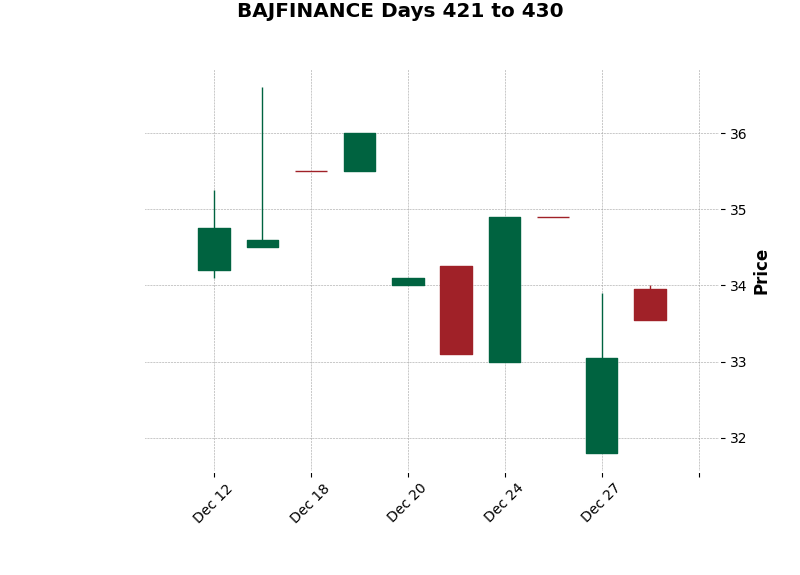 BAJFINANCE Days 421 to 430
36
35
34
33
32
Price
Dec 12
Dec 18
Dec 20
Dec 24
Dec 27